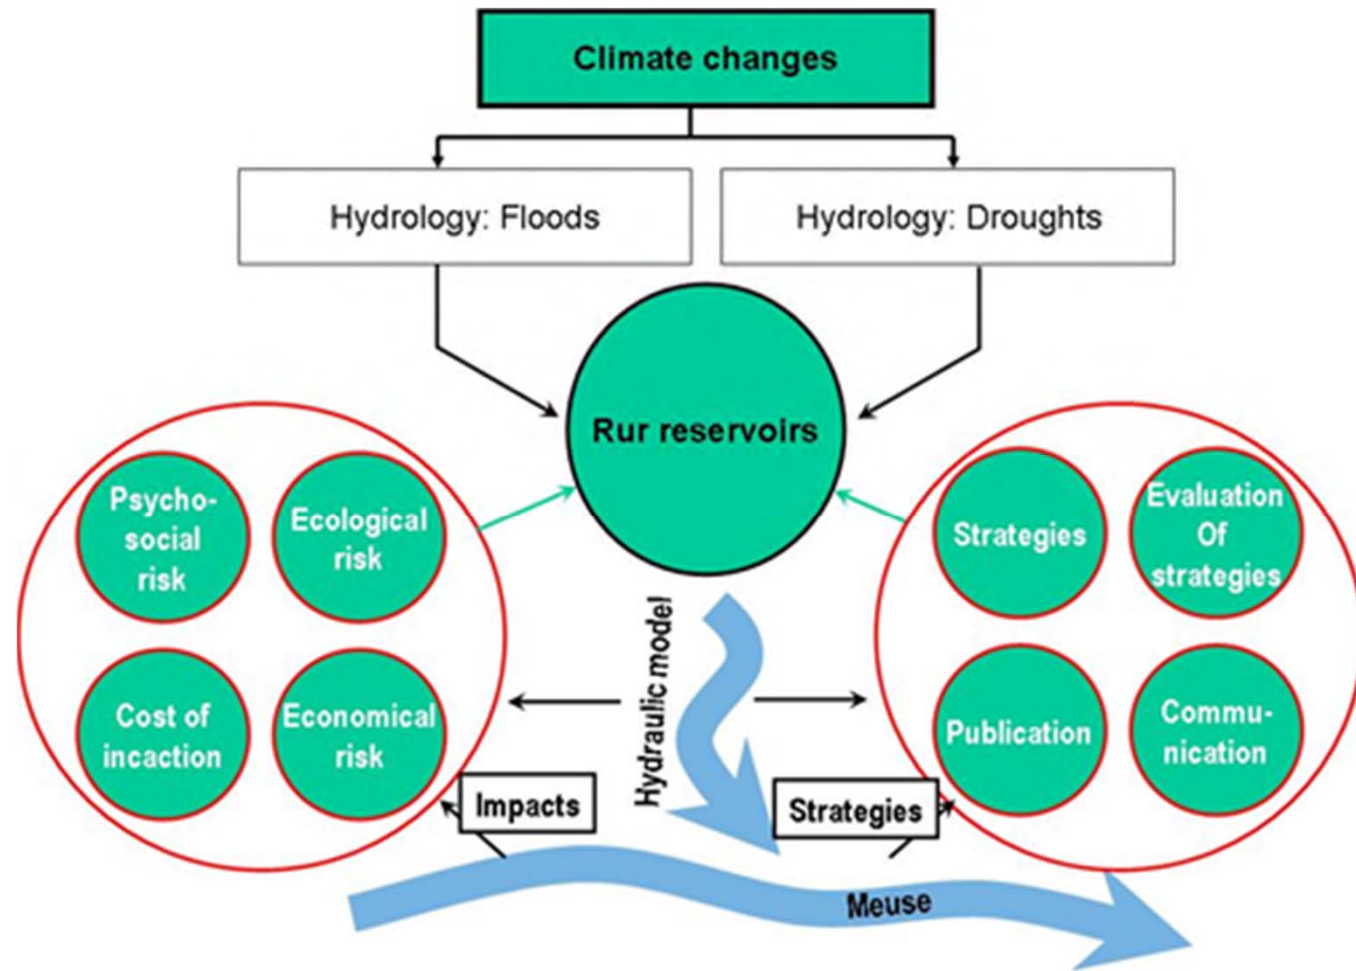 Climate changes
Hydrology: Floods
Hydrology: Droughts
Rur reservoirs
Psycho-
social
risk
Ecological
risk
Cost of
incaction
Economical
risk
Strategies
Evaluation
Of
strategies
Publication
Commu-
nication
Hydraulic model
Impacts
Strategies
Meuse